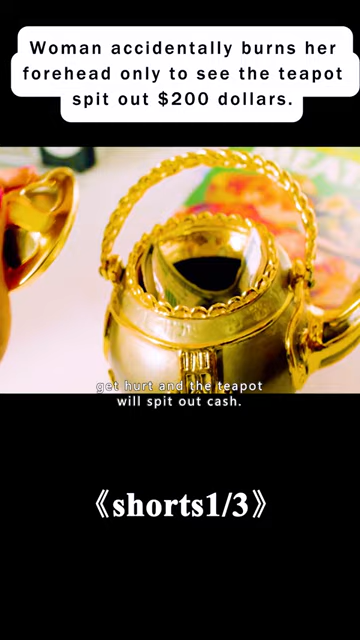 Woman accidentally burns her
forehead only to see the teapot
spit out $200 dollars.
get hurt and the teapot
will spit out cash.
《shorts1/3》